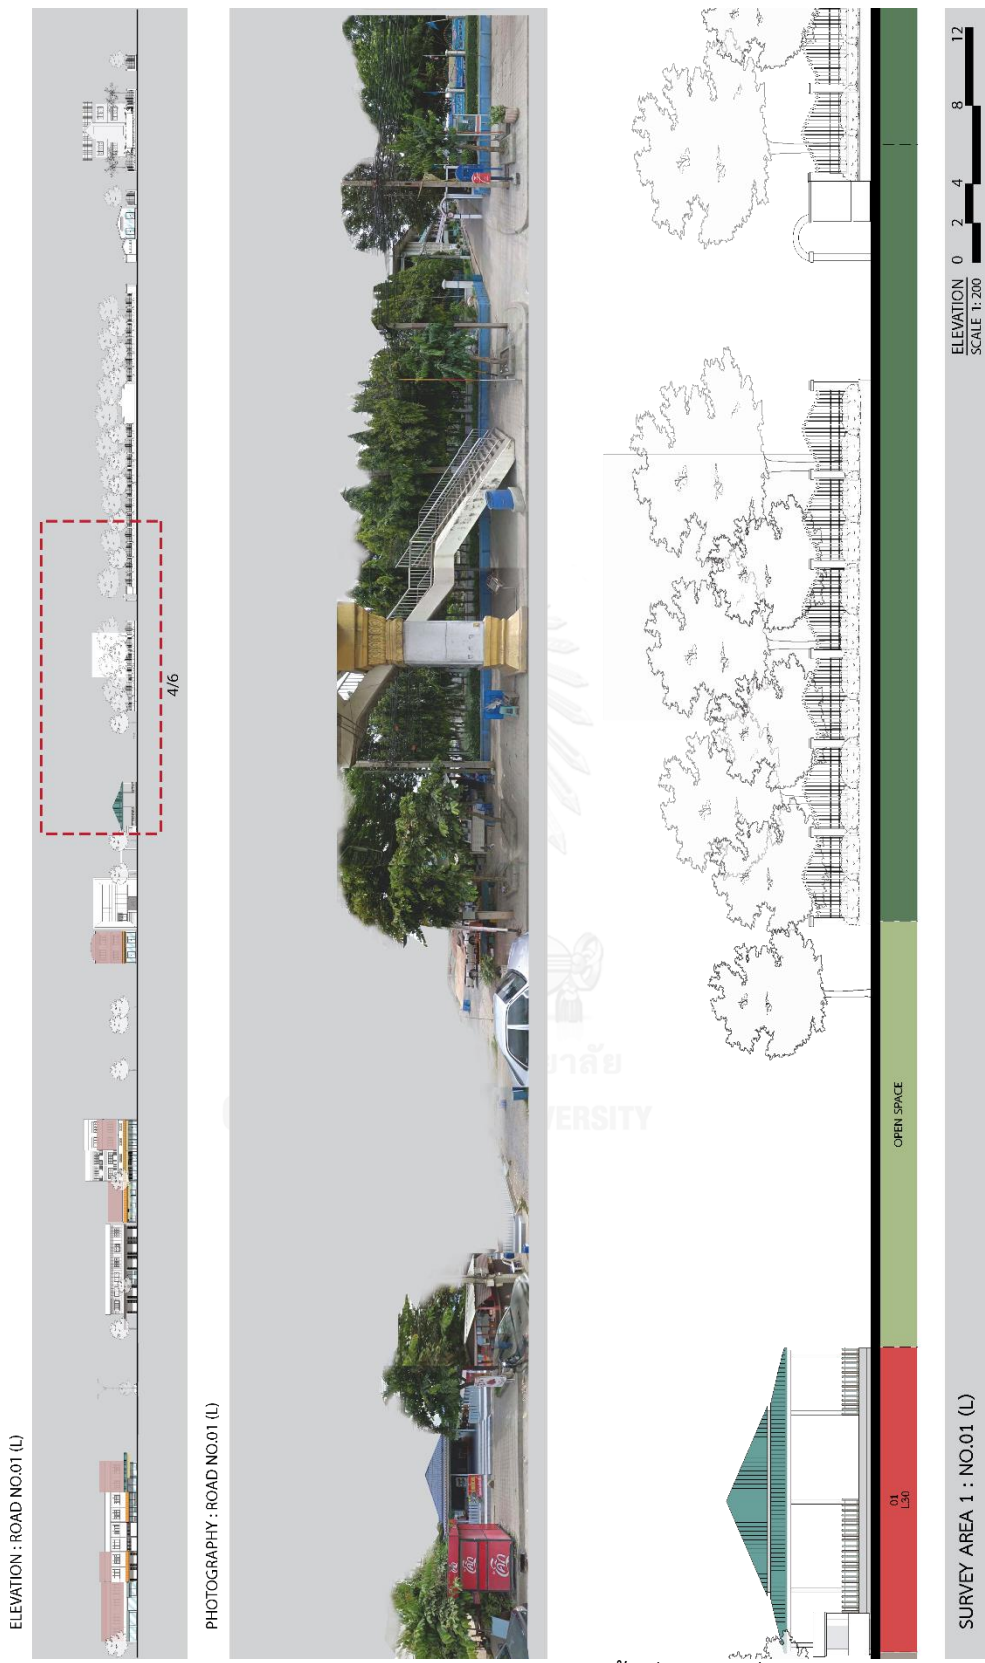 ELEVATION : ROAD NO.01 (L)
4/6
PHOTOGRAPHY : ROAD NO.01 (L)
OPEN SPACE
01
L30
SURVEY AREA 1 : NO.01 (L)
ELEVATION
SCALE 1: 200
0 2 4 8 12